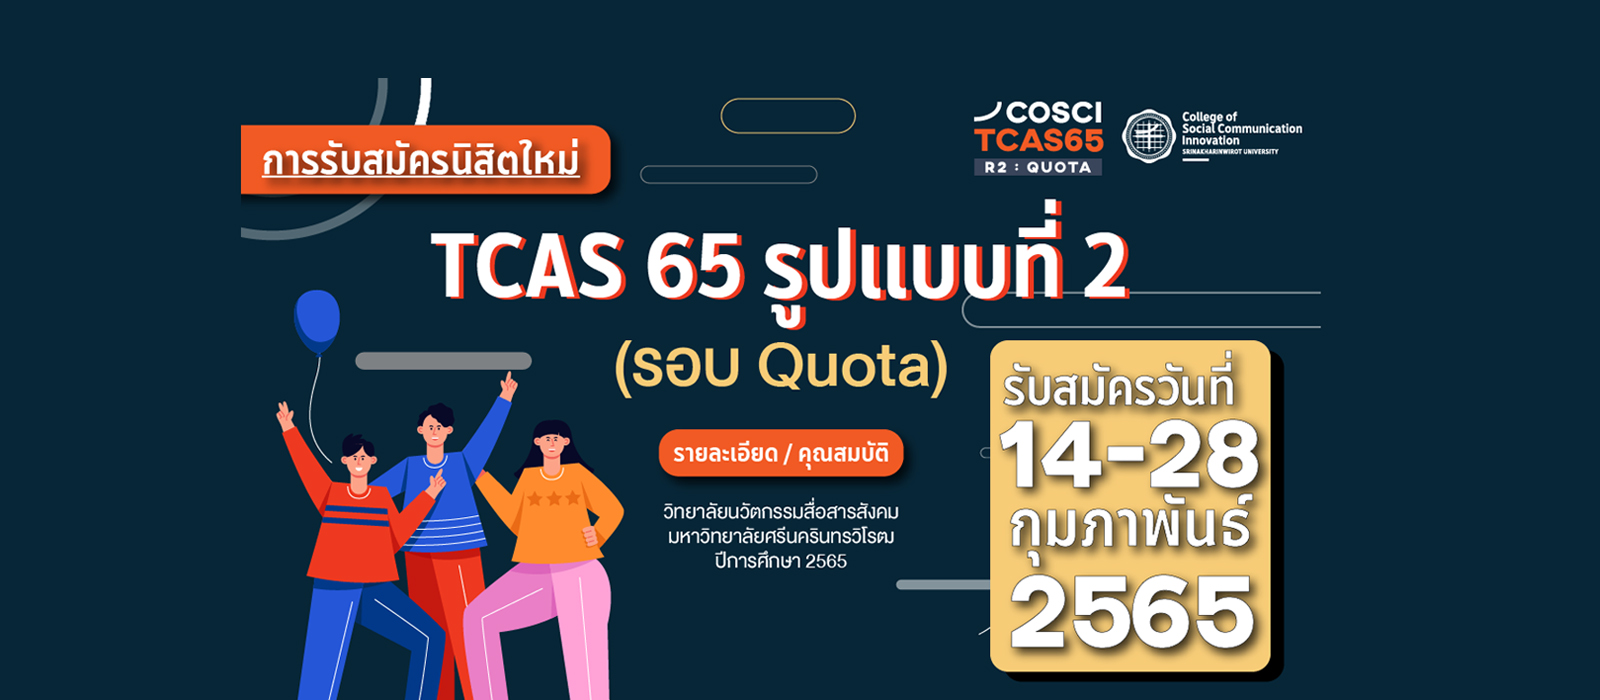 การรับสมัครนิสิตใหม่
COSCI
TCAS65
R2 : QUOTA
College of
Social Communication
Innovation
SRINAKHARINWIROT UNIVERSITY
TCAS 65 รูปแบบที่ 2
(รอบ Quota)
รายละเอียด / คุณสมบัติ
วิทยาลัยนวัตกรรมสื่อสารสังคม
มหาวิทยาลัยศรีนครินทรวิโรฒ
ปีการศึกษา 2565
รับสมัครวันที่
14-28
กุมภาพันธ์
2565